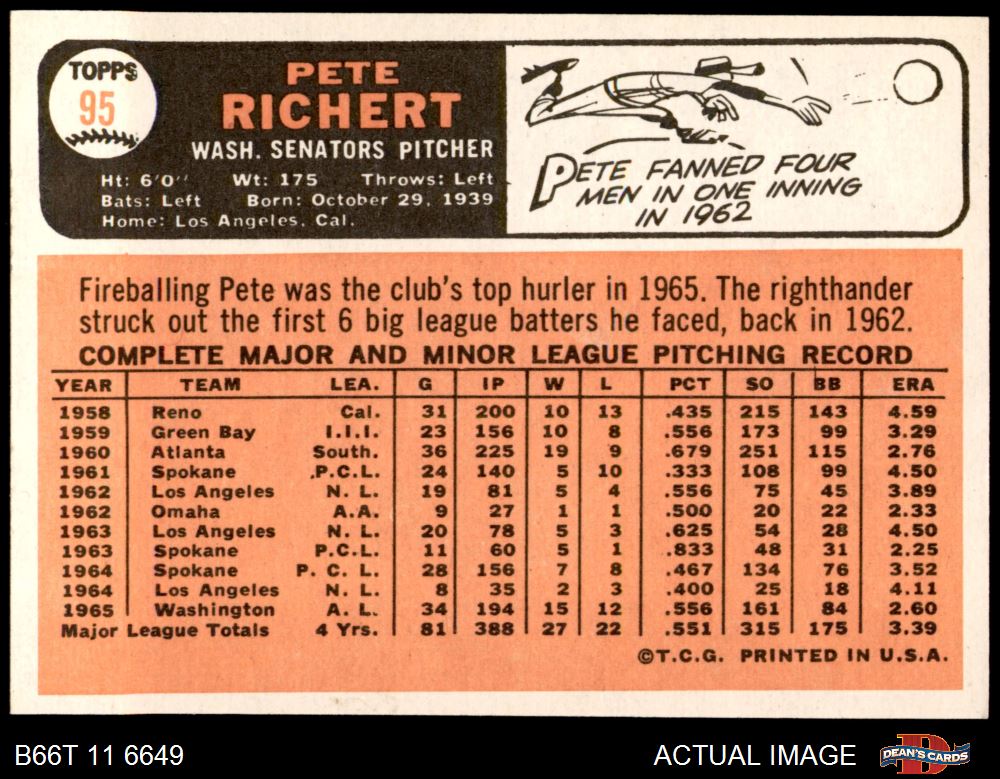 TOPPS
95
PETE
RICHERT
WASH. SENATORS PITCHER
Ht: 6'0" Wt: 175 Throws: Left
Bats: Left Born: October 29, 1939
Home: Los Angeles, Cal.
PETE FANNED FOUR
MEN IN ONE INNING
IN 1962
Fireballing Pete was the club's top hurler in 1965. The righthander
struck out the first 6 big league batters he faced, back in 1962.
COMPLETE MAJOR AND MINOR LEAGUE PITCHING RECORD
YEAR TEAM LEA. G IP W L PCT SO BB ERA
1958 Reno Cal. 31 200 10 13 .435 215 143 4.59
1959 Green Bay I.I.I. 23 156 10 8 .556 173 99 3.29
1960 Atlanta South. 36 225 19 9 .679 251 115 2.76
1961 Spokane P.C.L. 24 140 5 10 .333 108 99 4.50
1962 Los Angeles N. L. 19 81 5 4 .556 75 45 3.89
1962 Omaha A.A. 9 27 1 1 .500 20 22 2.33
1963 Los Angeles N. L. 20 78 5 3 .625 54 28 4.50
1963 Spokane P.C.L. 11 60 5 1 .833 48 31 2.25
1964 Spokane P. C. L. 28 156 7 8 .467 134 76 3.52
1964 Los Angeles N. L. 8 35 2 3 .400 25 18 4.11
1965 Washington A. L. 34 194 15 12 .556 161 84 2.60
Major League Totals 4 Yrs. 81 388 27 22 .551 315 175 3.39
©T.C.G. PRINTED IN U.S.A.
B66T 11 6649 ACTUAL IMAGE DEAN'S CARDS